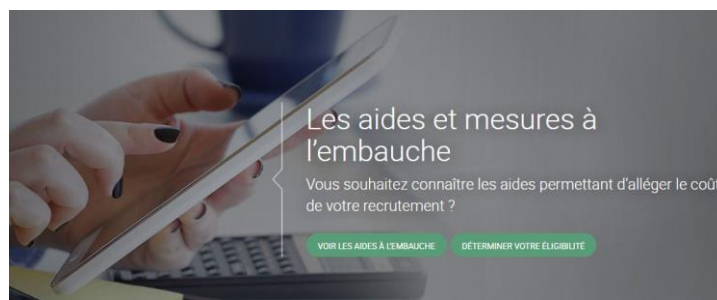 Les aides et mesures à
l'embauche
Vous souhaitez connaître les aides permettant d'alléger le coût
de votre recrutement ?
VOIR LES AIDES À L'EMBAUCHE
DÉTERMINER VOTRE ÉLIGIBILITÉ